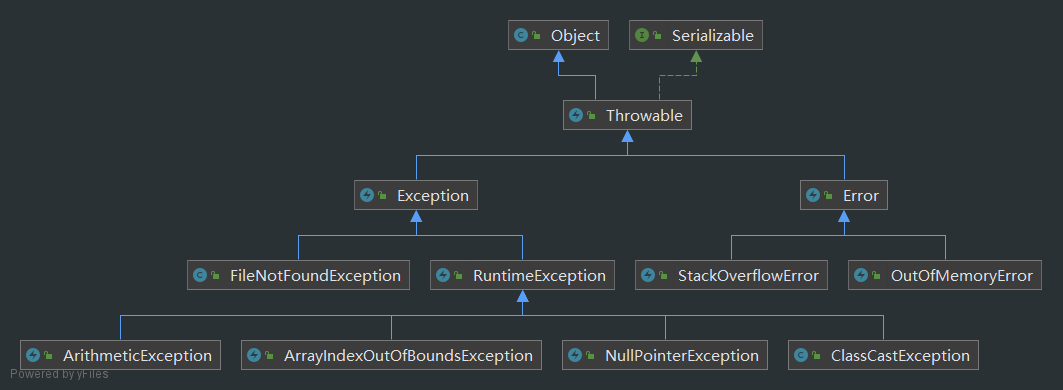 Object
Serializable
Throwable
Exception
Error
FileNotFoundException
RuntimeException
StackOverflowError
OutOfMemoryError
ArithmeticException
ArrayIndexOutOfBoundsException
NullPointerException
ClassCastException
Powered by yFiles